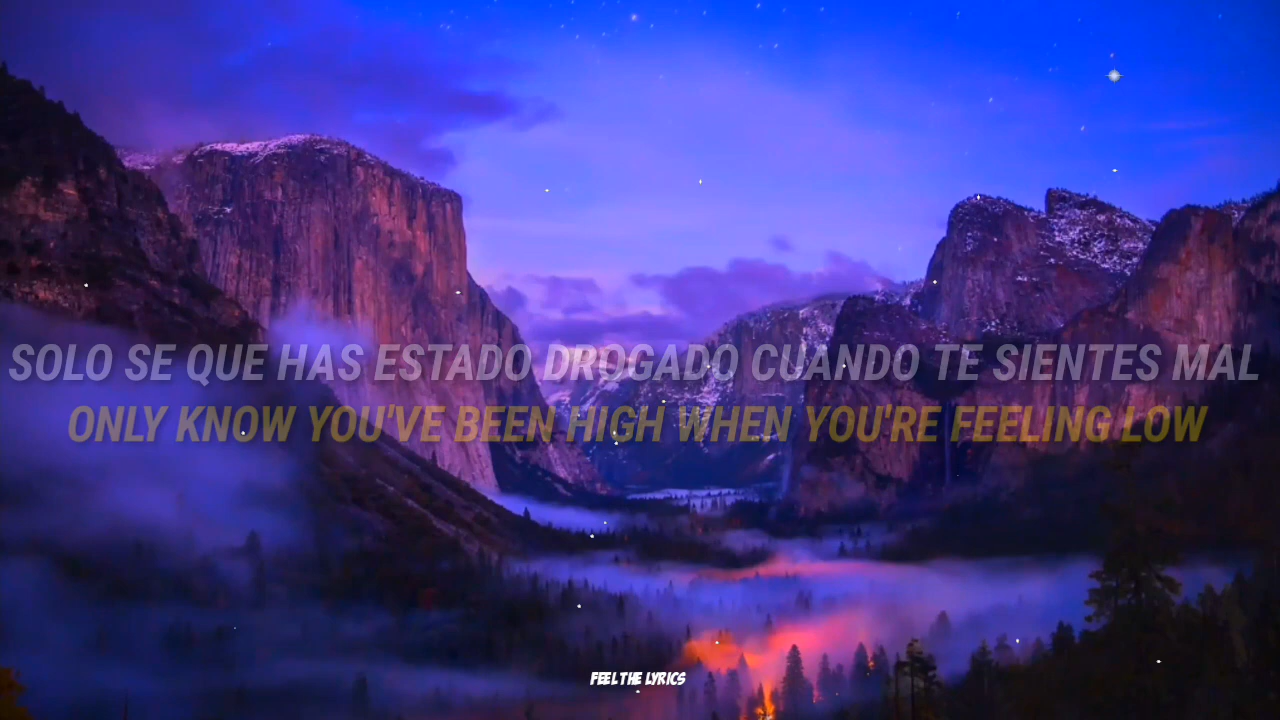 SOLO SE QUE HAS ESTADO DROGADO CUANDO TE SIENTES MAL
ONLY KNOW YOU'VE BEEN HIGH WHEN YOU'RE FEELING LOW
FEEL THE LYRICS